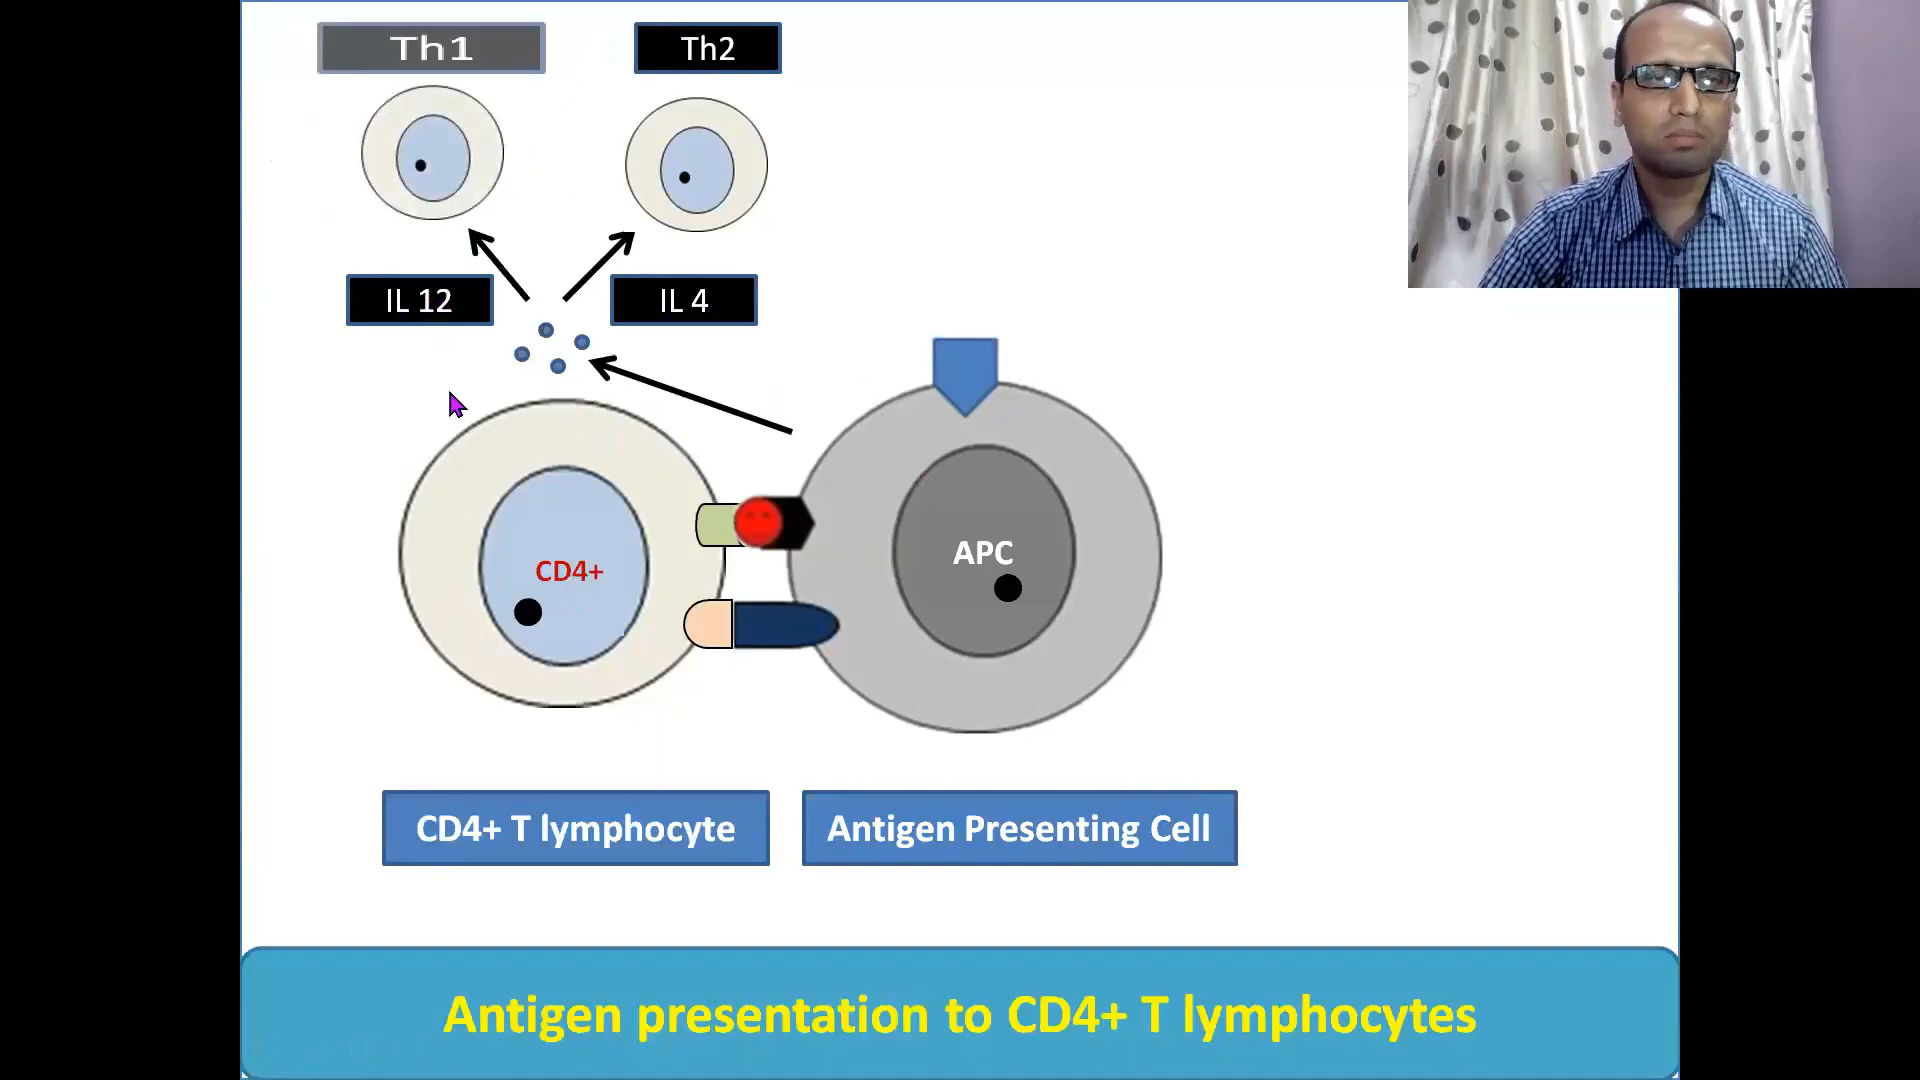 Th1
Th2
IL 12
IL 4
CD4+
APC
CD4+ T lymphocyte
Antigen Presenting Cell
Antigen presentation to CD4+ T lymphocytes